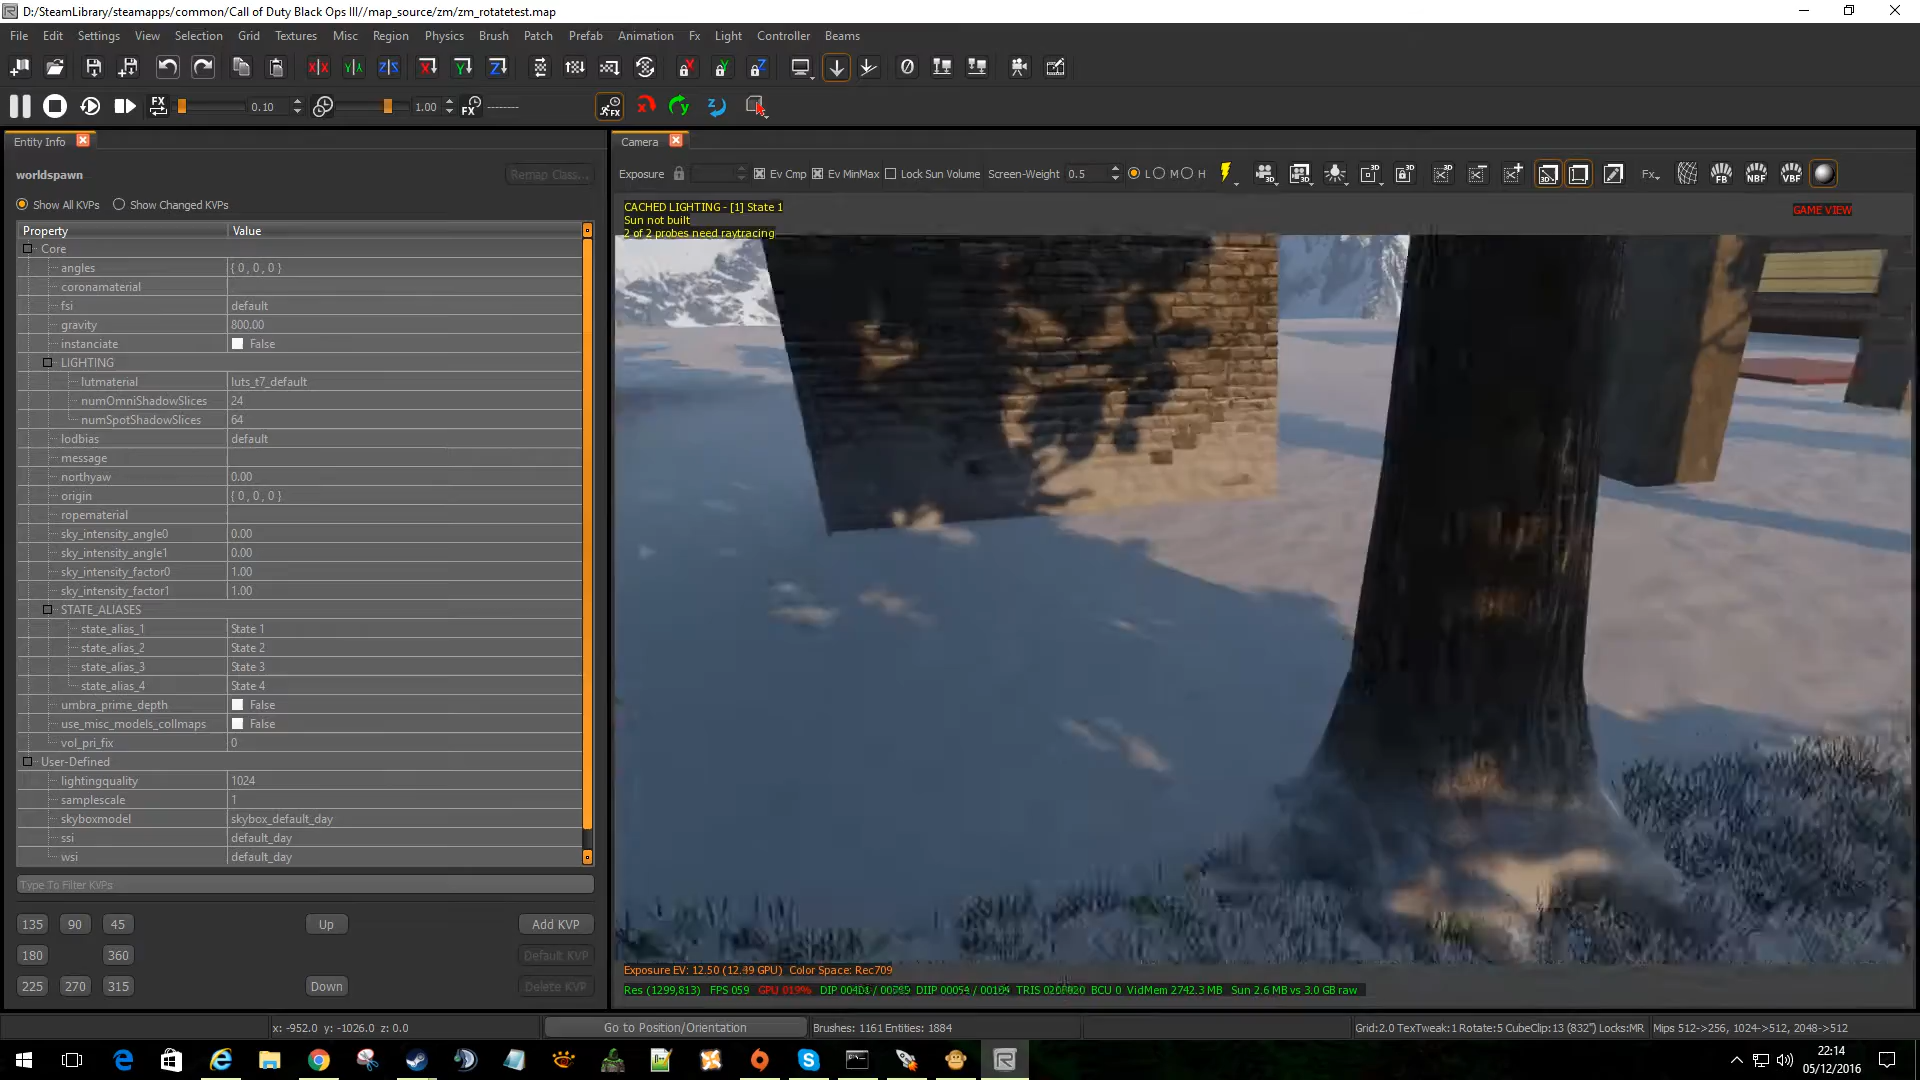 D:/SteamLibrary/steamapps/common/Call of Duty Black Ops III//map_source/zm/zm_rotatetest.map
File Edit Settings View Selection Grid Textures Misc Region Physics Brush Patch Prefab Animation Fx Light Controller Beams
FX 0.10 1.00 FX --------
Entity Info
Camera
worldspawn
Remap Class...
Exposure Ev Cmp Ev MinMax Lock Sun Volume Screen-Weight 0.5 L M H Fx FB NBF VBF
Show All KVPs Show Changed KVPs
CACHED LIGHTING - [1] State 1
Sun not built
2 of 2 probes need raytracing
GAME VIEW
Property Value
Core
angles { 0 , 0 , 0 }
coronamaterial
fsi default
gravity 800.00
instanciate False
LIGHTING
lutmaterial luts_t7_default
numOmniShadowSlices 24
numSpotShadowSlices 64
lodbias default
message
northyaw 0.00
origin { 0 , 0 , 0 }
ropematerial
sky_intensity_angle0 0.00
sky_intensity_angle1 0.00
sky_intensity_factor0 1.00
sky_intensity_factor1 1.00
STATE_ALIASES
state_alias_1 State 1
state_alias_2 State 2
state_alias_3 State 3
state_alias_4 State 4
umbra_prime_depth False
use_misc_models_collmaps False
vol_pri_fix 0
User-Defined
lightingquality 1024
samplescale 1
skyboxmodel skybox_default_day
ssi default_day
wsi default_day
Type To Filter KVPs
135 90 45 Up Add KVP
180 360 Default KVP
225 270 315 Down Delete KVP
Exposure EV: 12.50 GPU) Color Space: Rec709
Res (1299,813) FPS 059 GPU 019% DIP DIIP 00054 / TRIS BCU 0 VidMem 2742.3 MB Sun 2.6 MB vs 3.0 GB raw
x: -952.0 y: -1026.0 z: 0.0 Go to Position/Orientation Brushes: 1161 Entities: 1884 Grid:2.0 TexTweak:1 Rotate:5 CubeClip:13 (832") Locks:MR Mips 512->256, 1024->512, 2048->512
22:14
05/12/2016